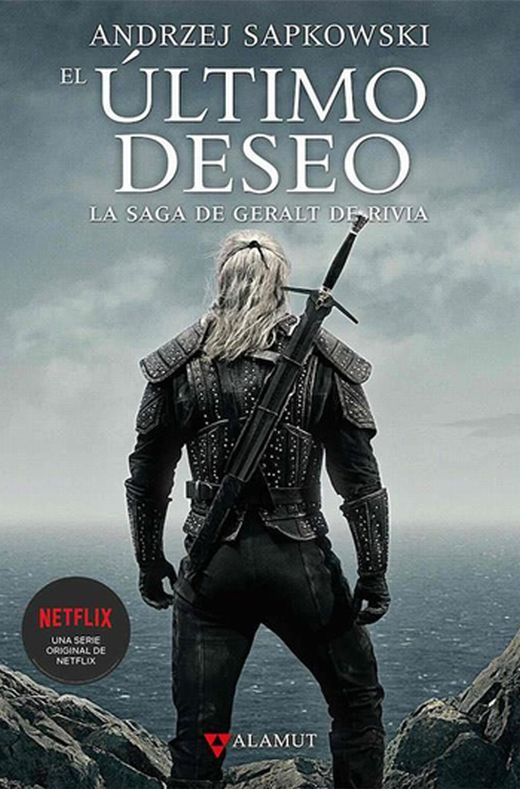 ANDRZEJ SAPKOWSKI
EL ÚLTIMO
DESEO
LA SAGA DE GERALT DE RIVIA
NETFLIX
UNA SERIE
ORIGINAL DE
NETFLIX
ALAMUT